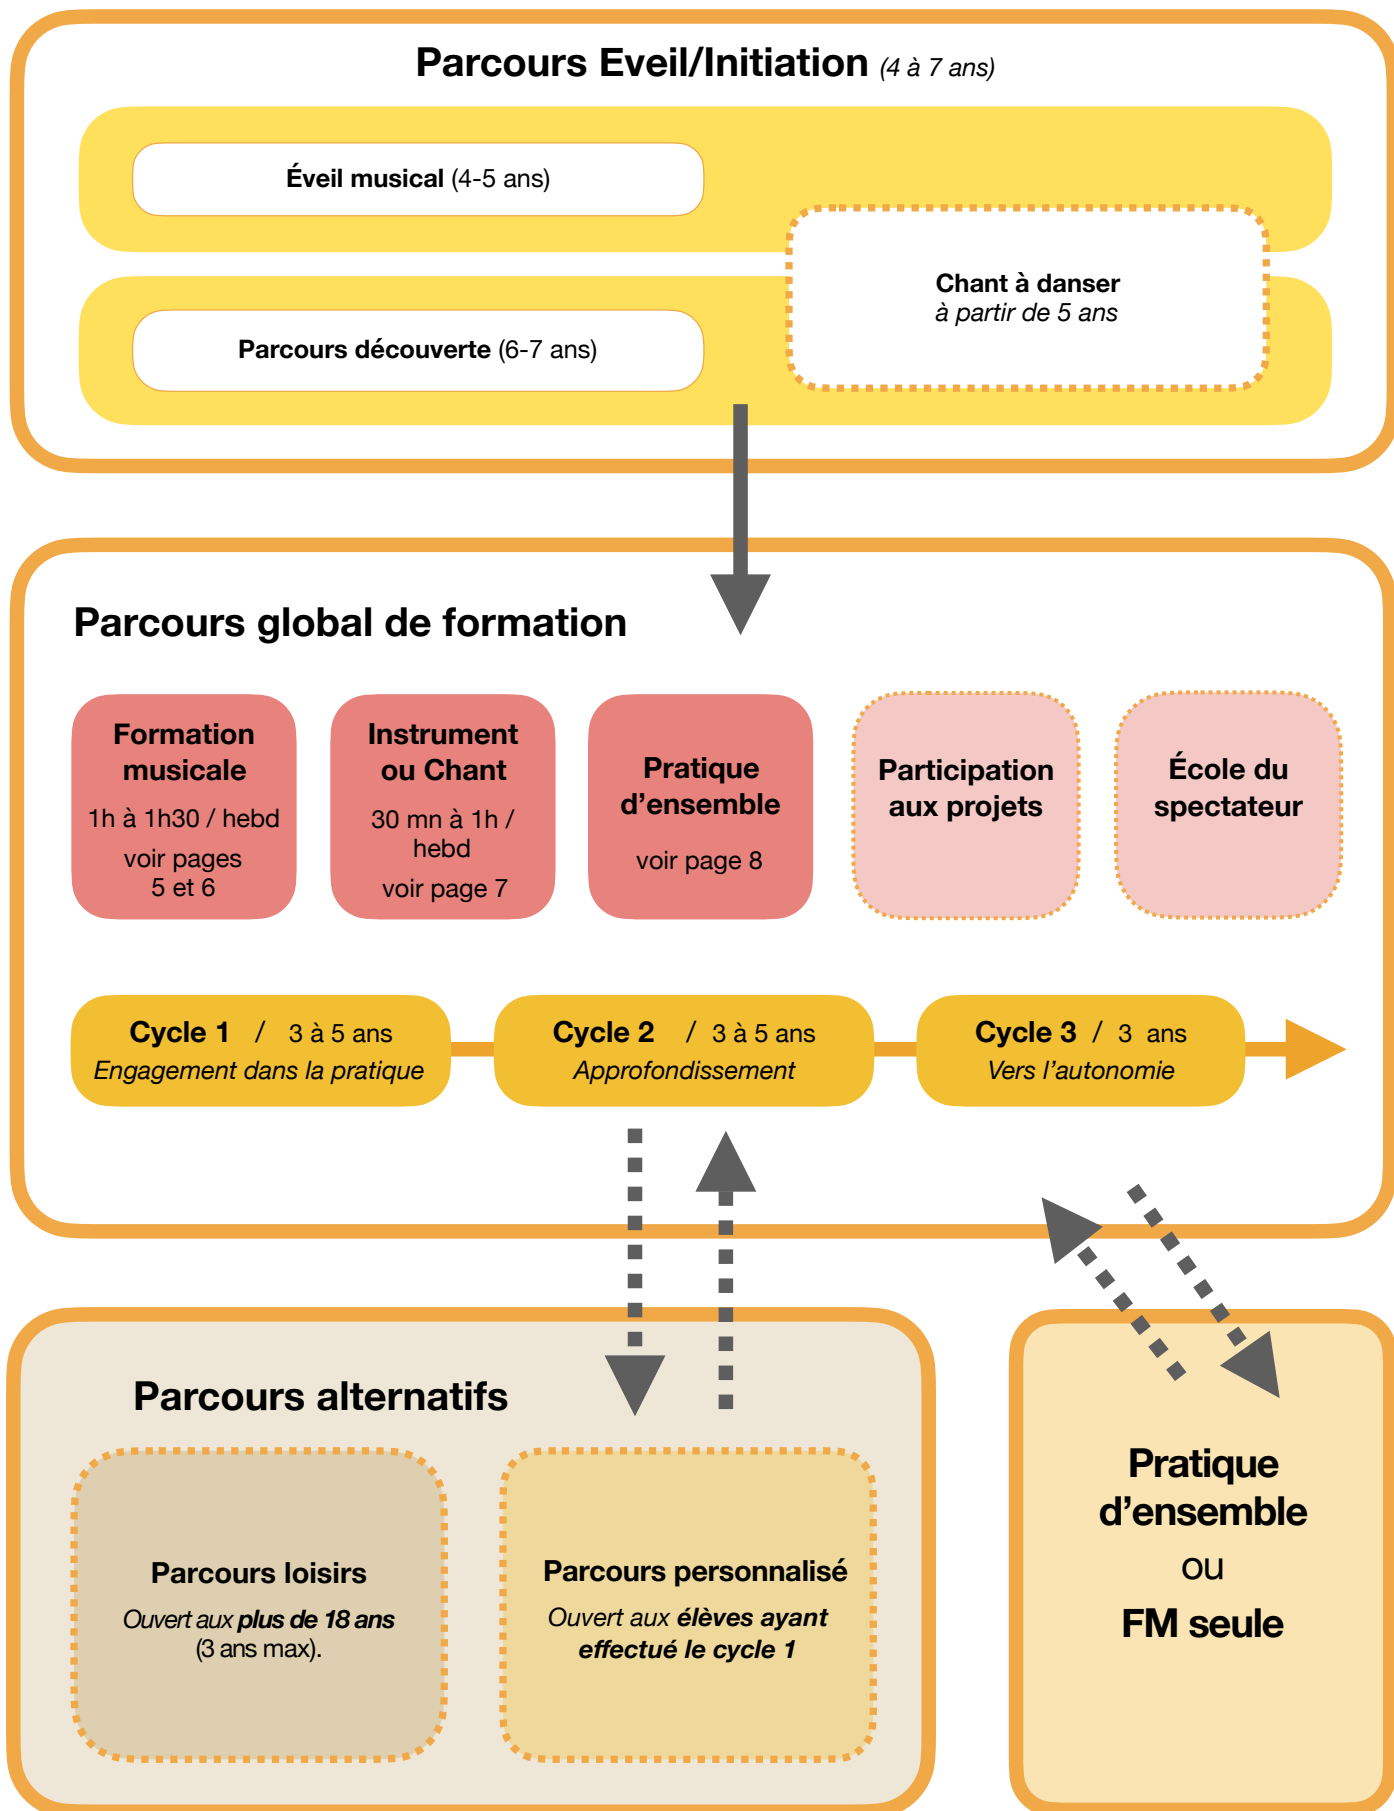 Parcours Eveil/Initiation (4 à 7 ans)
Éveil musical (4-5 ans)
Chant à danser
à partir de 5 ans
Parcours découverte (6-7 ans)
Parcours global de formation
Formation
musicale
1h à 1h30 / hebd
voir pages
5 et 6
Instrument
ou Chant
30 mn à 1h /
hebd
voir page 7
Pratique
d'ensemble
voir page 8
Participation
aux projets
École du
spectateur
Cycle 1 / 3 à 5 ans
Engagement dans la pratique
Cycle 2 / 3 à 5 ans
Approfondissement
Cycle 3 / 3 ans
Vers l'autonomie
Parcours alternatifs
Parcours loisirs
Ouvert aux plus de 18 ans
(3 ans max).
Parcours personnalisé
Ouvert aux élèves ayant
effectué le cycle 1
Pratique
d'ensemble
ou
FM seule